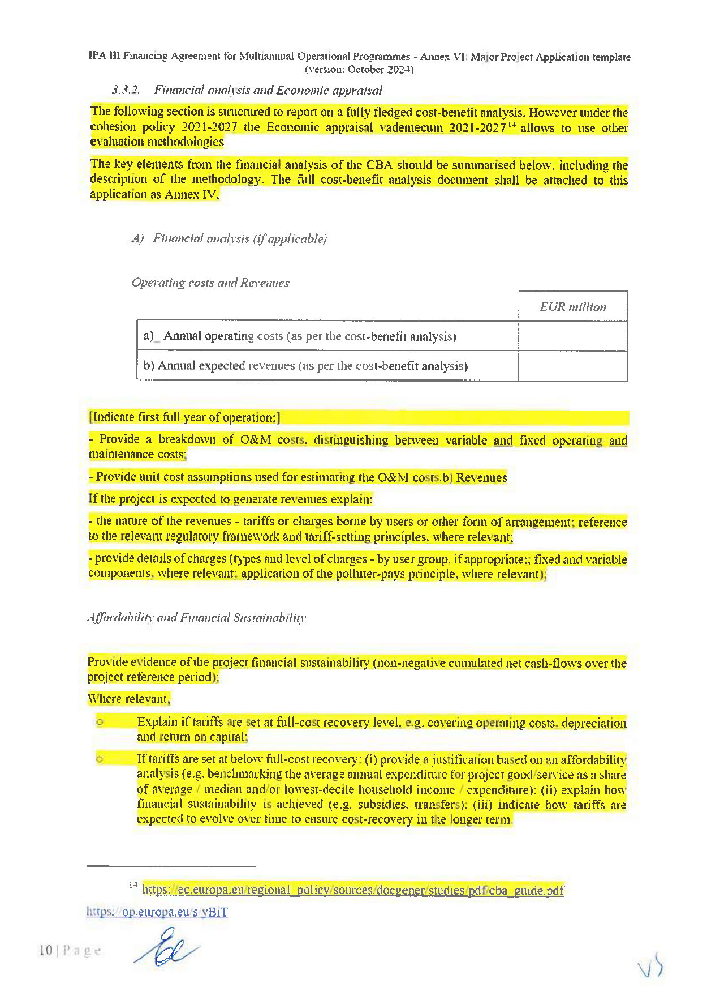 IPA III Financing Agreement for Multiannual Operational Programmes - Annex VI: Major Project Application template
(version: October 2024)
3.3.2. Financial analysis and Economic appraisal
The following section is structured to report on a fully fledged cost-benefit analysis. However under the
cohesion policy 2021-2027 the Economic appraisal vademecum 2021-2027¹⁴ allows to use other
evaluation methodologies
The key elements from the financial analysis of the CBA should be summarised below, including the
description of the methodology. The full cost-benefit analysis document shall be attached to this
application as Annex IV.
A) Financial analysis (if applicable)
Operating costs and Revenues
EUR million
a)_ Annual operating costs (as per the cost-benefit analysis)
b) Annual expected revenues (as per the cost-benefit analysis)
[Indicate first full year of operation:]
- Provide a breakdown of O&M costs, distinguishing between variable and fixed operating and
maintenance costs;
- Provide unit cost assumptions used for estimating the O&M costs.b) Revenues
If the project is expected to generate revenues explain:
- the nature of the revenues - tariffs or charges borne by users or other form of arrangement; reference
to the relevant regulatory framework and tariff-setting principles, where relevant;
- provide details of charges (types and level of charges - by user group, if appropriate;; fixed and variable
components, where relevant; application of the polluter-pays principle, where relevant);
Affordability and Financial Sustainability
Provide evidence of the project financial sustainability (non-negative cumulated net cash-flows over the
project reference period);
Where relevant,
o Explain if tariffs are set at full-cost recovery level, e.g. covering operating costs, depreciation
and return on capital;
o If tariffs are set at below full-cost recovery: (i) provide a justification based on an affordability
analysis (e.g. benchmarking the average annual expenditure for project good/service as a share
of average / median and/or lowest-decile household income / expenditure); (ii) explain how
financial sustainability is achieved (e.g. subsidies, transfers); (iii) indicate how tariffs are
expected to evolve over time to ensure cost-recovery in the longer term.
¹⁴ https://ec.europa.eu/regional_policy/sources/docgener/studies/pdf/cba_guide.pdf
https://op.europa.eu/s/yBiT
10 | Page